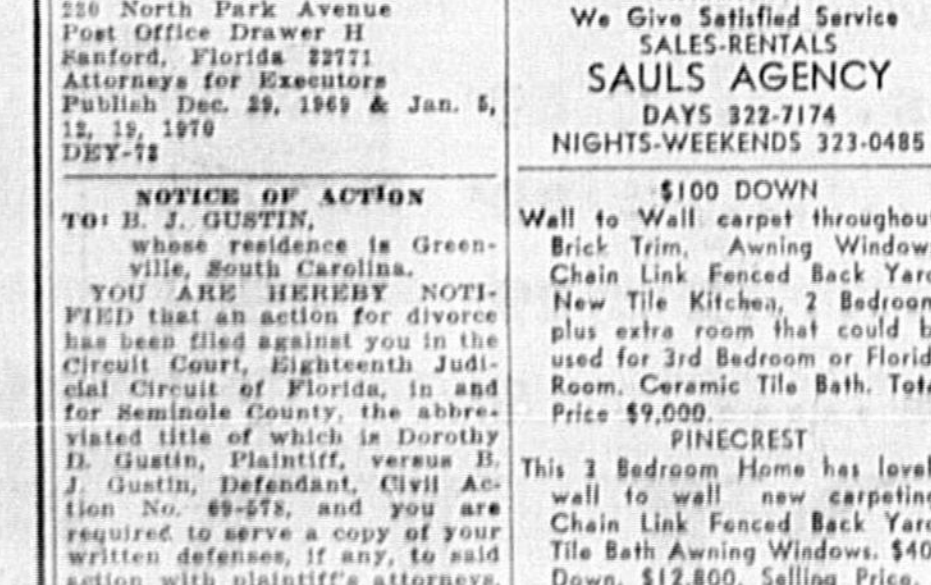 220 North Park Avenue
Post Office Drawer H
Sanford, Florida 32771
Attorneys for Executors
Publish Dec. 29, 1969 & Jan. 5,
12, 19, 1970
DEY-73
NOTICE OF ACTION
TO: B. J. GUSTIN,
whose residence is Green-
ville, South Carolina.
YOU ARE HEREBY NOTI-
FIED that an action for divorce
has been filed against you in the
Circuit Court, Eighteenth Judi-
cial Circuit of Florida, in and
for Seminole County, the abbre-
viated title of which is Dorothy
D. Gustin, Plaintiff, versus B.
J. Gustin, Defendant, Civil Ac-
tion No. and you are
required to serve a copy of your
written defenses, if any, to said
action with plaintiff's attorneys,
We Give Satisfied Service
SALES-RENTALS
SAULS AGENCY
DAYS 322-7174
NIGHTS-WEEKENDS 323-0485
$100 DOWN
Wall to Wall carpet throughout
Brick Trim, Awning Window
Chain Link Fenced Back Yard
New Tile Kitchen, 2 Bedroom
plus extra room that could b
used for 3rd Bedroom or Florid
Room. Ceramic Tile Bath. Tota
Price $9,000.
PINECREST
This 3 Bedroom Home has lovel
wall to wall new carpeting
Chain Link Fenced Back Yard
Tile Bath Awning Windows. $40
Down. $12,800. Selling Price.